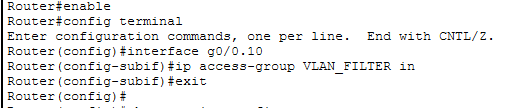 Router#enable
Router#config terminal
Enter configuration commands, one per line.  End with CNTL/Z.
Router(config)#interface g0/0.10
Router(config-subif)#ip access-group VLAN_FILTER in
Router(config-subif)#exit
Router(config)#